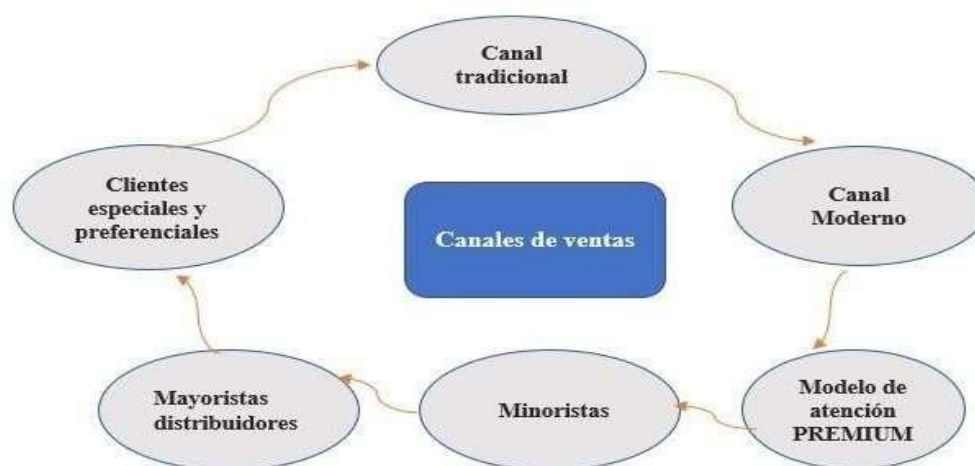 Canal
tradicional
Canal
Moderno
Modelo de
atención
PREMIUM
Minoristas
Mayoristas
distribuidores
Clientes
especiales y
preferenciales
Canales de ventas